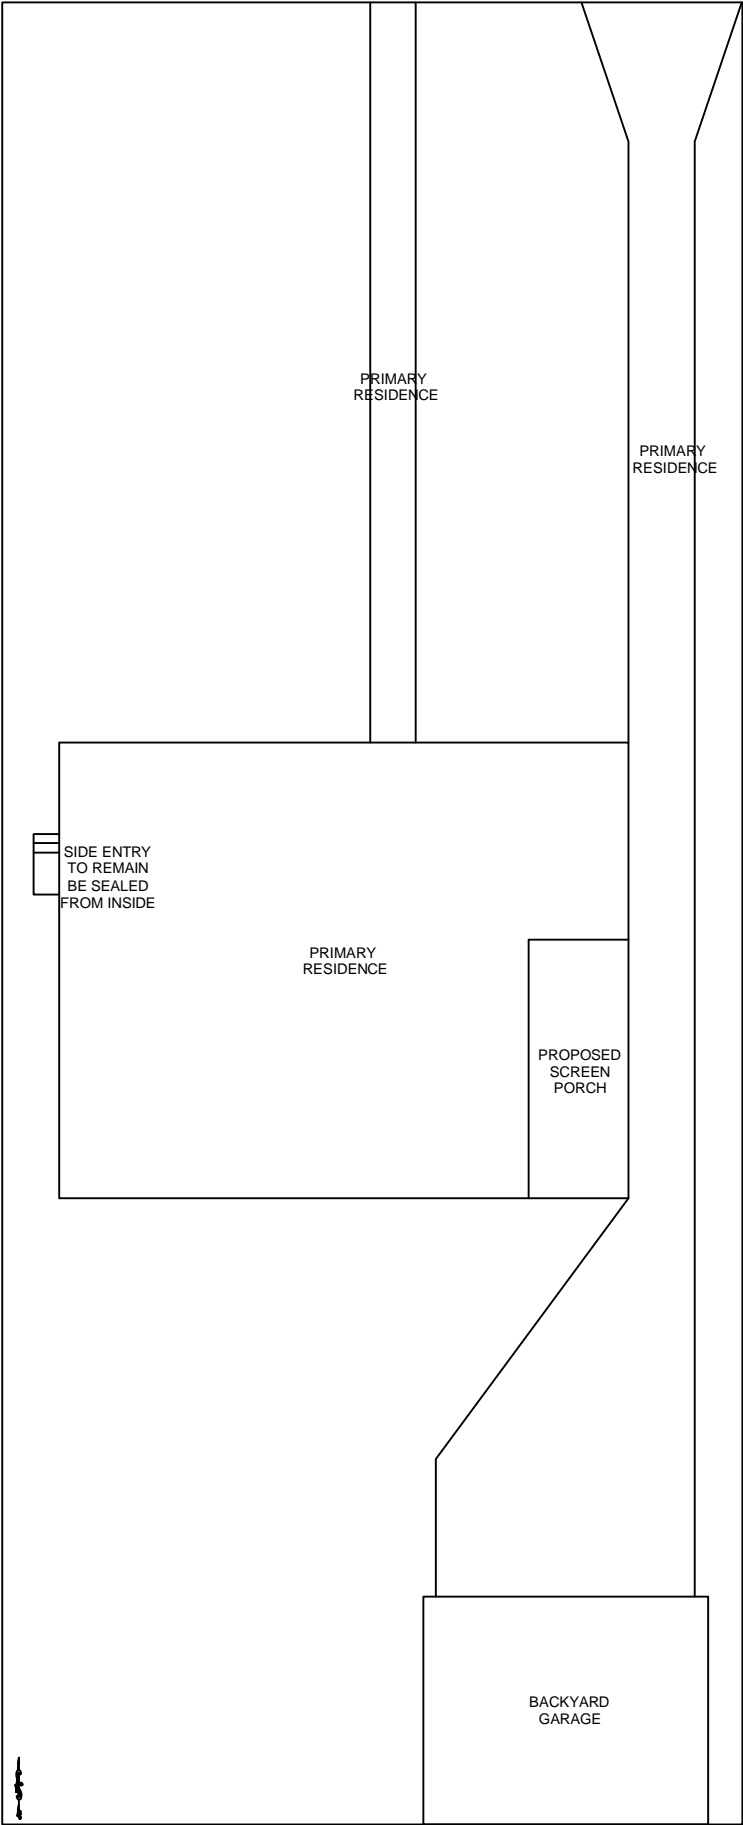 PRIMARY
RESIDENCE
PRIMARY
RESIDENCE
SIDE ENTRY
TO REMAIN
BE SEALED
FROM INSIDE
PRIMARY
RESIDENCE
PROPOSED
SCREEN
PORCH
BACKYARD
GARAGE